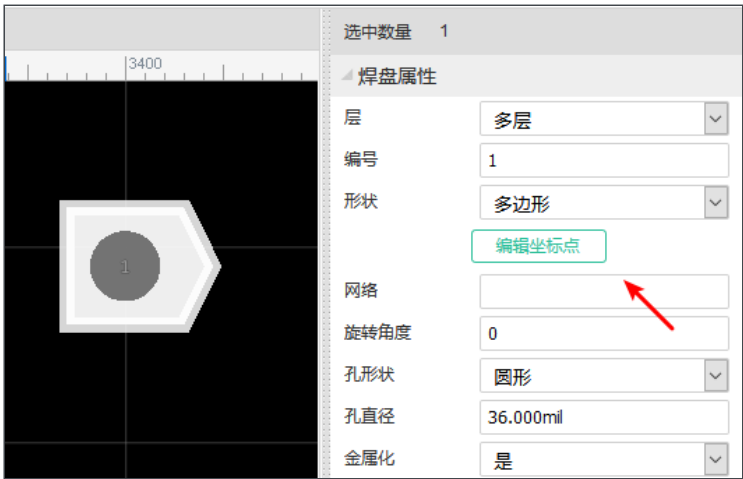 选中数量 1
3400
焊盘属性
层 多层
编号 1
形状 多边形
编辑坐标点
1
网络
旋转角度 0
孔形状 圆形
孔直径 36.000mil
金属化 是